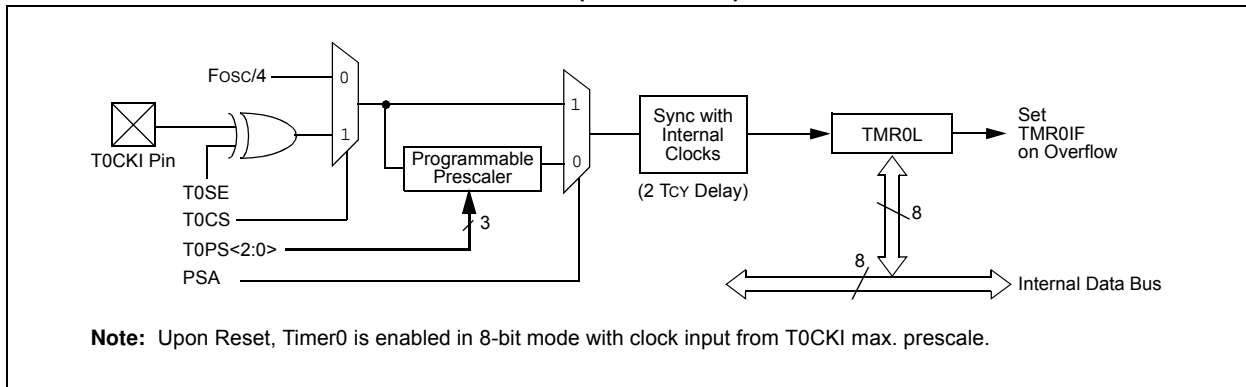 FOSC/4
0
1
T0CKI Pin
T0SE
T0CS
T0PS<2:0>
PSA
Programmable
Prescaler
3
1
0
Sync with
Internal
Clocks
(2 TCY Delay)
TMR0L
Set
TMR0IF
on Overflow
8
8
Internal Data Bus
Note: Upon Reset, Timer0 is enabled in 8-bit mode with clock input from T0CKI max. prescale.